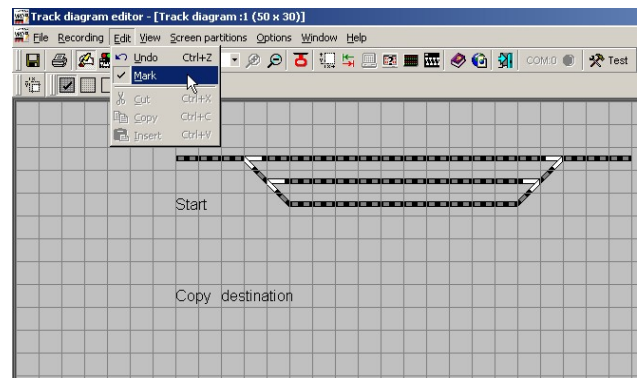 Track diagram editor - [Track diagram :1 (50 x 30)]
File Recording Edit View Screen partitions Options Window Help
COM:0 Test
Undo Ctrl+Z
Mark
Cut Ctrl+X
Copy Ctrl+C
Insert Ctrl+V
Start
Copy destination